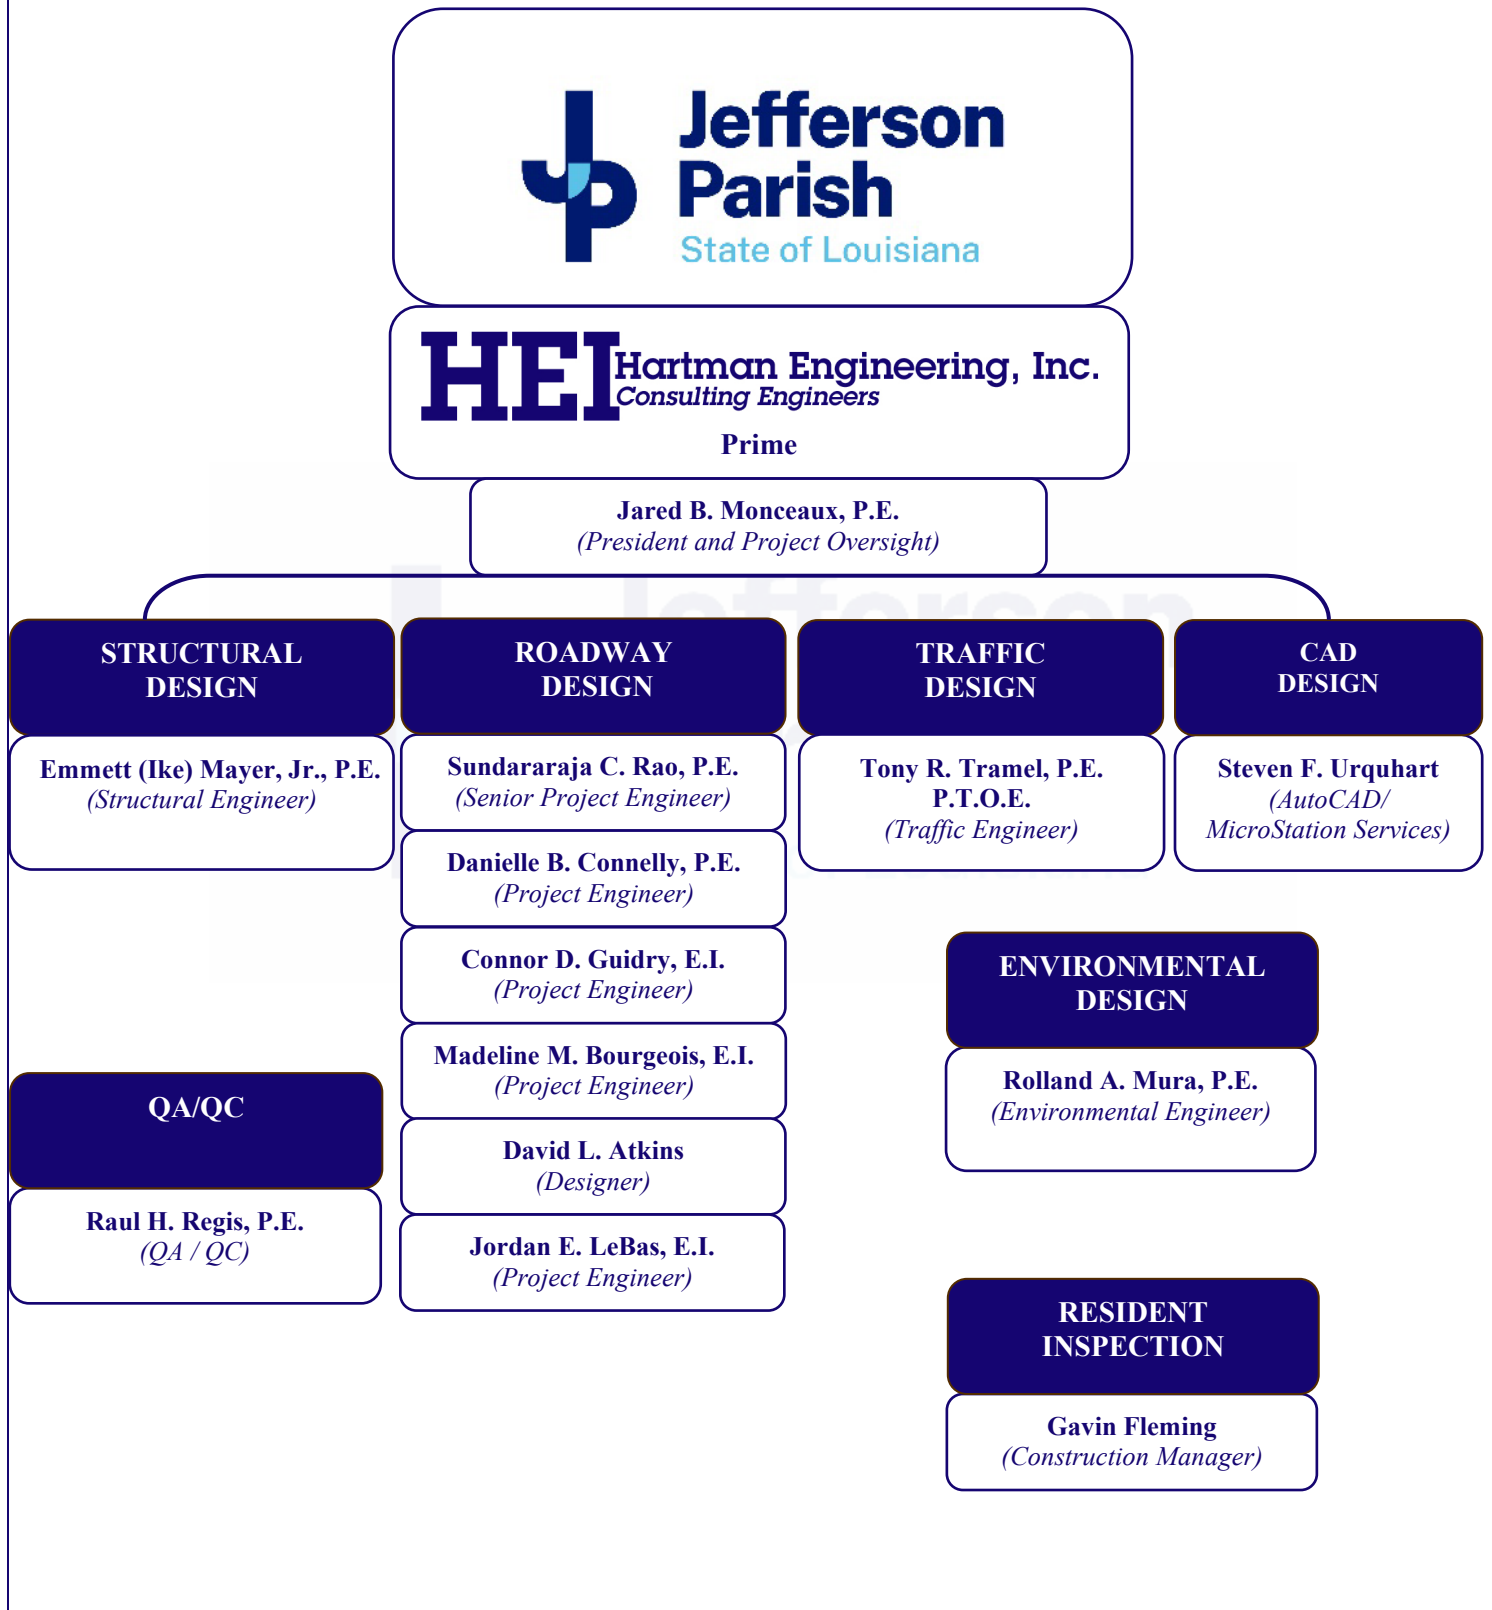 Jefferson
Parish
State of Louisiana
HEI Hartman Engineering, Inc.
Consulting Engineers
Prime
Jared B. Monceaux, P.E.
(President and Project Oversight)
STRUCTURAL
DESIGN
Emmett (Ike) Mayer, Jr., P.E.
(Structural Engineer)
ROADWAY
DESIGN
Sundararaja C. Rao, P.E.
(Senior Project Engineer)
Danielle B. Connelly, P.E.
(Project Engineer)
Connor D. Guidry, E.I.
(Project Engineer)
Madeline M. Bourgeois, E.I.
(Project Engineer)
David L. Atkins
(Designer)
Jordan E. LeBas, E.I.
(Project Engineer)
TRAFFIC
DESIGN
Tony R. Tramel, P.E.
P.T.O.E.
(Traffic Engineer)
CAD
DESIGN
Steven F. Urquhart
(AutoCAD/
MicroStation Services)
QA/QC
Raul H. Regis, P.E.
(QA / QC)
ENVIRONMENTAL
DESIGN
Rolland A. Mura, P.E.
(Environmental Engineer)
RESIDENT
INSPECTION
Gavin Fleming
(Construction Manager)